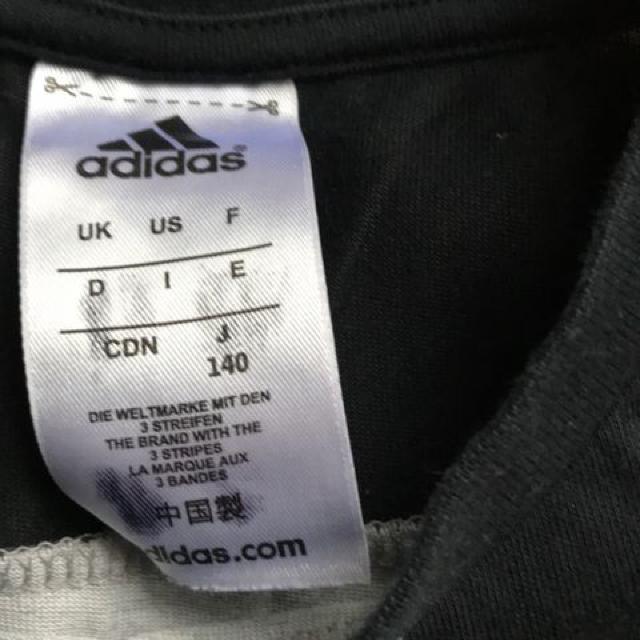 adidas®
UK US F
D I E
CDN J
140
DIE WELTMARKE MIT DEN
3 STREIFEN
THE BRAND WITH THE
3 STRIPES
LA MARQUE AUX
3 BANDES
中国製
adidas.com